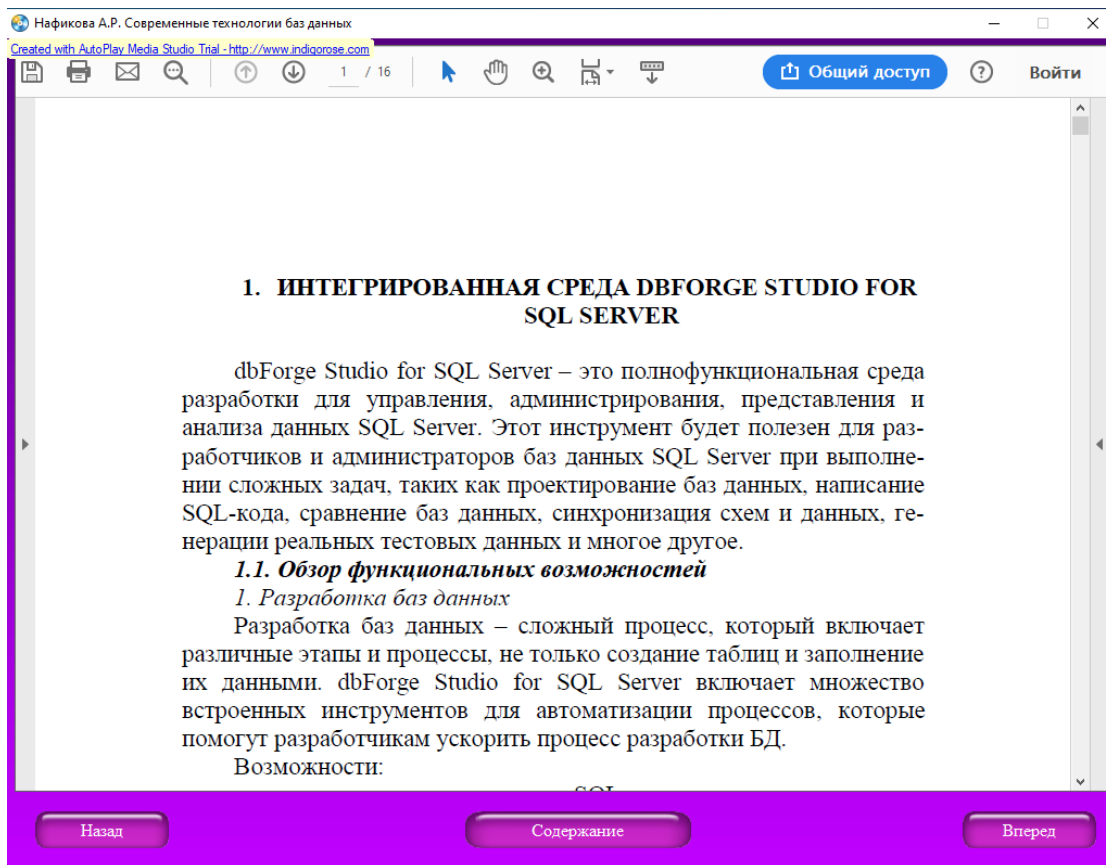 Нафикова А.Р. Современные технологии баз данных
Created with AutoPlay Media Studio Trial - http://www.indigorose.com
1 / 16
Общий доступ
Войти
1. ИНТЕГРИРОВАННАЯ СРЕДА DBFORGE STUDIO FOR
SQL SERVER
dbForge Studio for SQL Server – это полнофункциональная среда
разработки для управления, администрирования, представления и
анализа данных SQL Server. Этот инструмент будет полезен для раз-
работчиков и администраторов баз данных SQL Server при выполне-
нии сложных задач, таких как проектирование баз данных, написание
SQL-кода, сравнение баз данных, синхронизация схем и данных, ге-
нерации реальных тестовых данных и многое другое.
1.1. Обзор функциональных возможностей
1. Разработка баз данных
Разработка баз данных – сложный процесс, который включает
различные этапы и процессы, не только создание таблиц и заполнение
их данными. dbForge Studio for SQL Server включает множество
встроенных инструментов для автоматизации процессов, которые
помогут разработчикам ускорить процесс разработки БД.
Возможности:
Назад
Содержание
Вперед